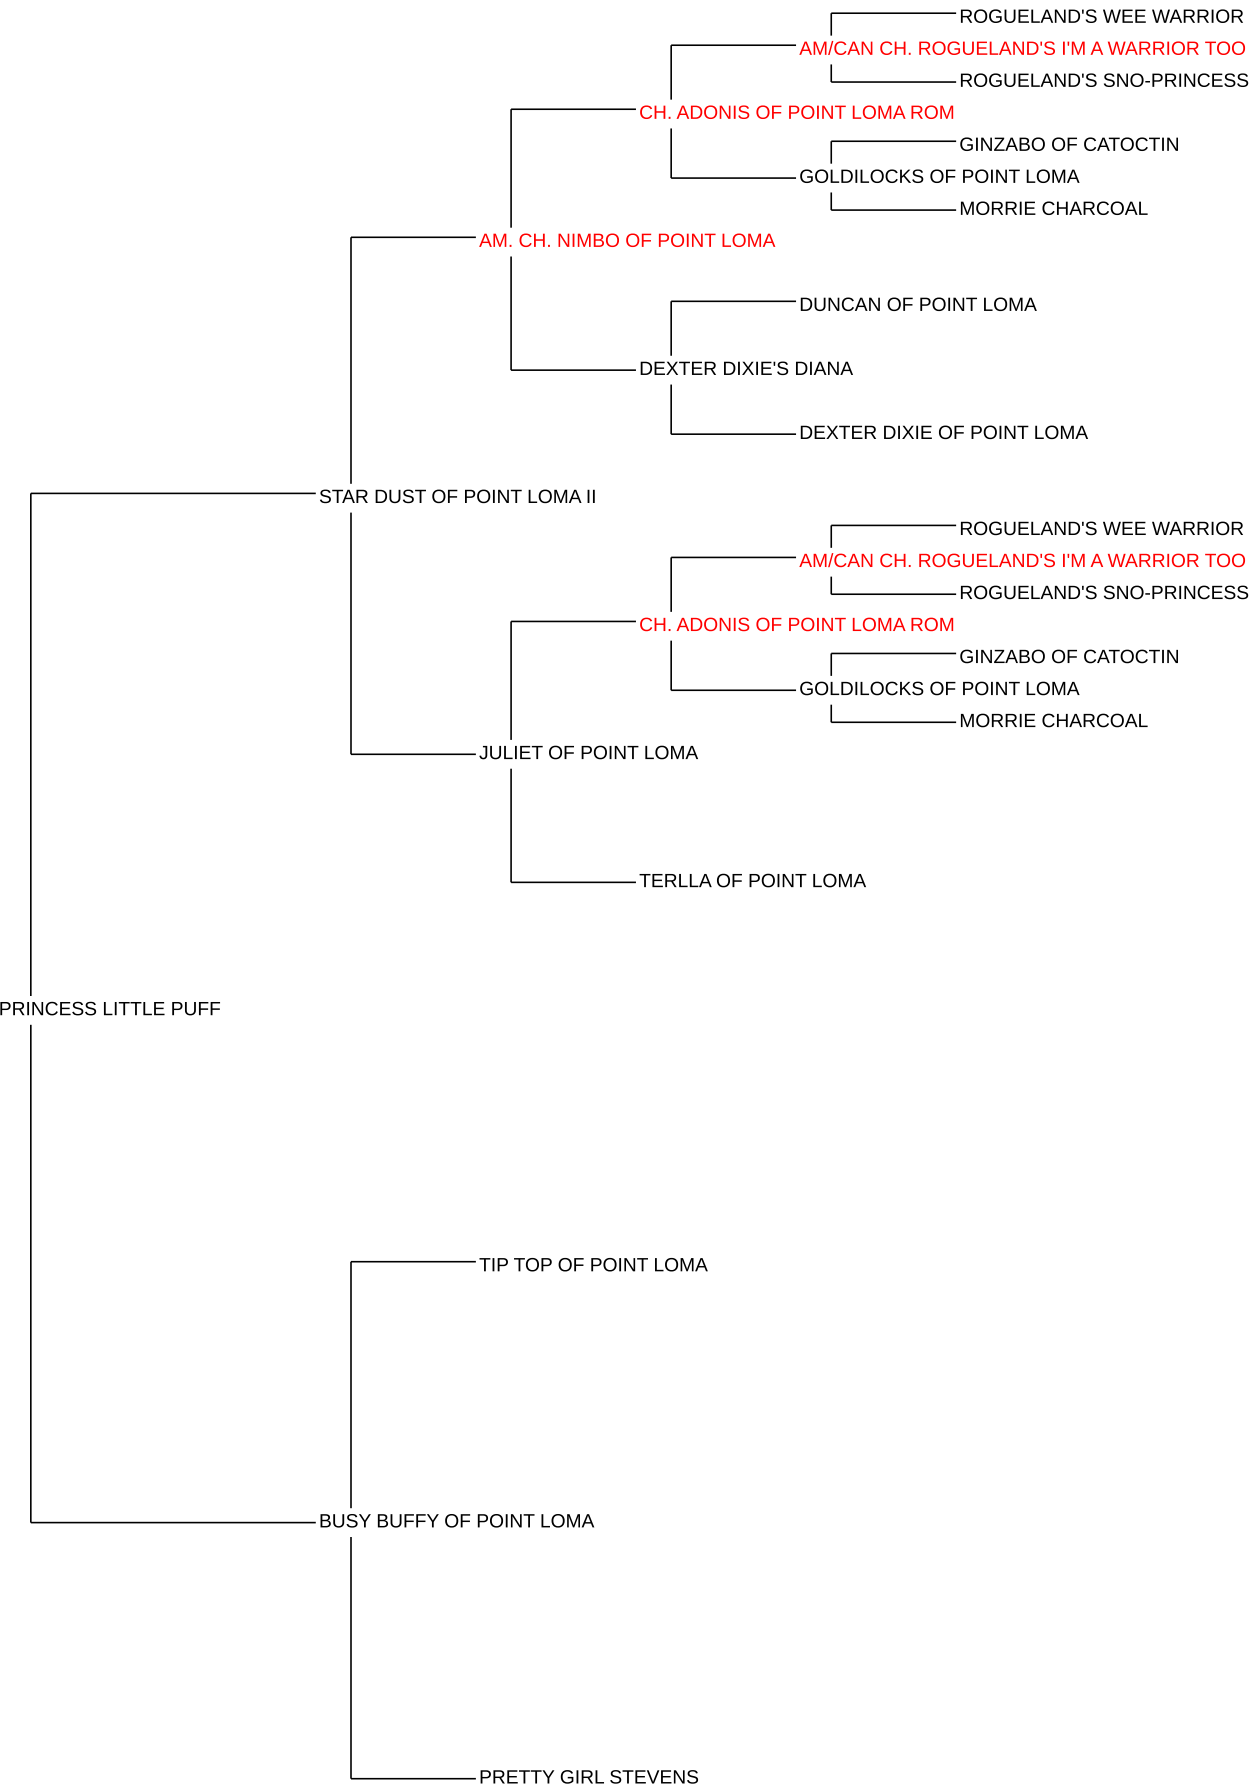 ROGUELAND'S WEE WARRIOR
AM/CAN CH. ROGUELAND'S I'M A WARRIOR TOO
ROGUELAND'S SNO-PRINCESS
CH. ADONIS OF POINT LOMA ROM
GINZABO OF CATOCTIN
GOLDILOCKS OF POINT LOMA
MORRIE CHARCOAL
AM. CH. NIMBO OF POINT LOMA
DUNCAN OF POINT LOMA
DEXTER DIXIE'S DIANA
DEXTER DIXIE OF POINT LOMA
STAR DUST OF POINT LOMA II
ROGUELAND'S WEE WARRIOR
AM/CAN CH. ROGUELAND'S I'M A WARRIOR TOO
ROGUELAND'S SNO-PRINCESS
CH. ADONIS OF POINT LOMA ROM
GINZABO OF CATOCTIN
GOLDILOCKS OF POINT LOMA
MORRIE CHARCOAL
JULIET OF POINT LOMA
TERLLA OF POINT LOMA
PRINCESS LITTLE PUFF
TIP TOP OF POINT LOMA
BUSY BUFFY OF POINT LOMA
PRETTY GIRL STEVENS